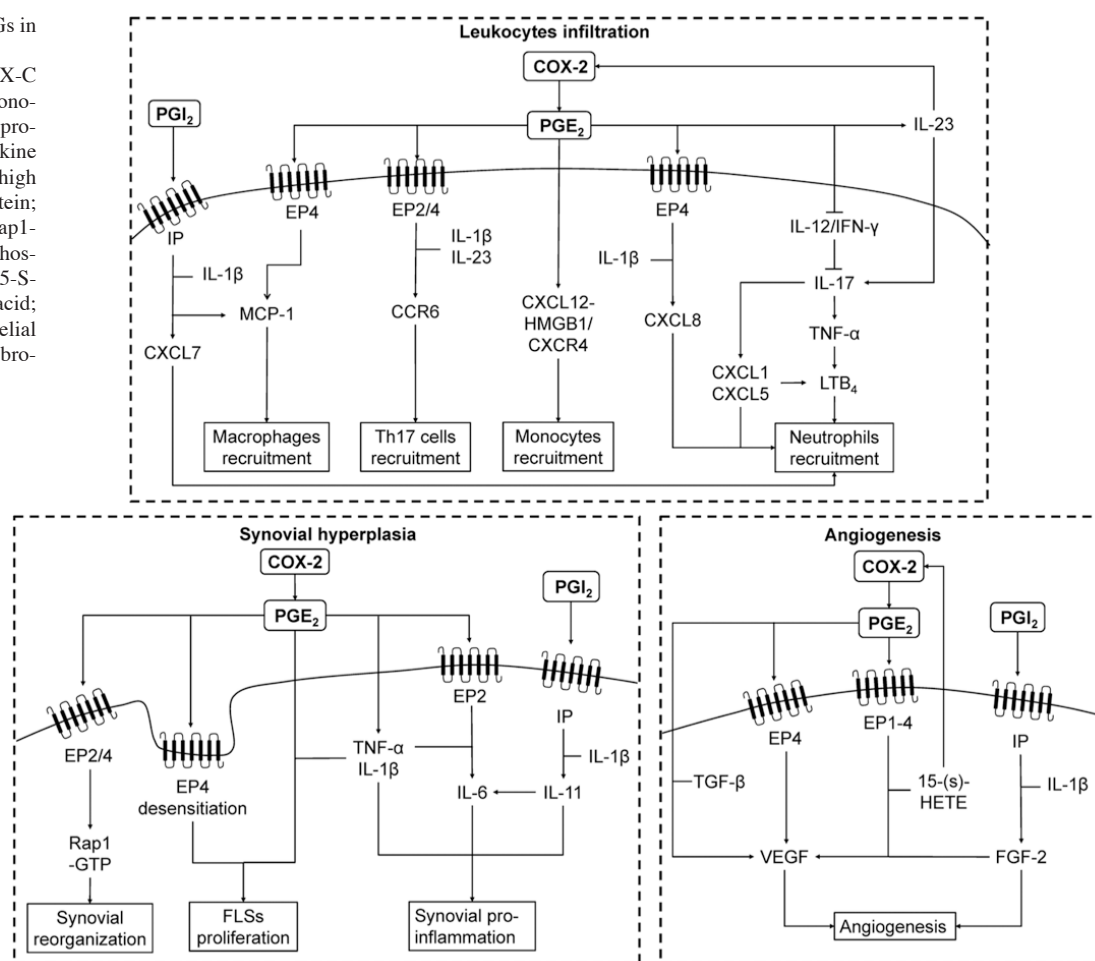 Gs in
X-C
ono-
pro-
kine
high
tein;
ap1-
hos-
5-S-
acid;
elial
bro-
Leukocytes infiltration
COX-2
PGI₂
PGE₂
IL-23
EP4
EP2/4
EP4
IP
IL-12/IFN-γ
IL-1β
IL-23
IL-1β
IL-1β
IL-17
MCP-1
CCR6
CXCL12-
HMGB1/
CXCR4
CXCL8
TNF-α
CXCL7
CXCL1
CXCL5
LTB₄
Macrophages
recruitment
Th17 cells
recruitment
Monocytes
recruitment
Neutrophils
recruitment
Synovial hyperplasia
COX-2
PGI₂
PGE₂
EP2
IP
EP2/4
EP4
desensitiation
TNF-α
IL-1β
IL-1β
IL-6
IL-11
Rap1
-GTP
Synovial
reorganization
FLSs
proliferation
Synovial pro-
inflammation
Angiogenesis
COX-2
PGE₂
PGI₂
EP4
EP1-4
IP
TGF-β
15-(s)-
HETE
IL-1β
VEGF
FGF-2
Angiogenesis